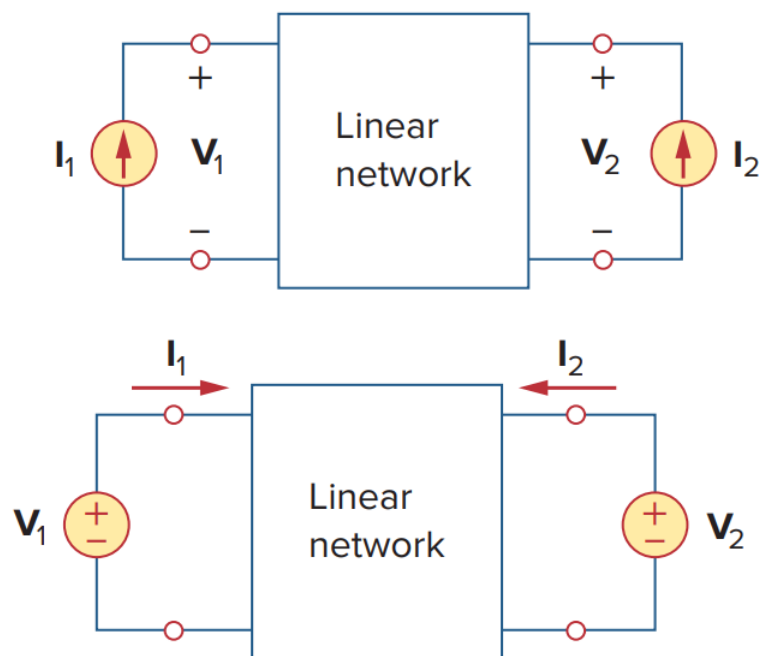 + +
I₁ V₁ Linear network V₂ I₂
− −
I₁ I₂
V₁ + − Linear network + − V₂